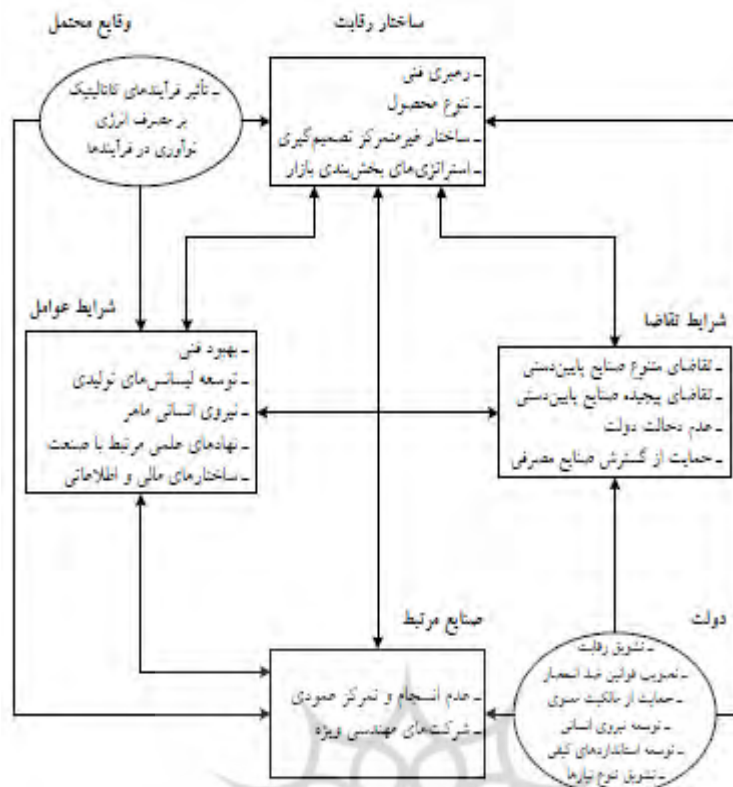 وقایع محتمل
ـ تأثیر فرآیندهای کاتالیتیک
بر مصرف انرژی
نوآوری در فرآیندها
ساختار رقابت
ـ رهبری فنی
ـ تنوع محصول
ـ ساختار غیرمتمرکز تصمیم‌گیری
ـ استراتژی‌های بخش‌بندی بازار
شرایط عوامل
ـ بهبود فنی
ـ توسعه لیسانس‌های تولیدی
ـ نیروی انسانی ماهر
ـ نهادهای علمی مرتبط با صنعت
ـ ساختارهای مالی و اطلاعاتی
شرایط تقاضا
ـ تقاضای متنوع صنایع پایین‌دستی
ـ تقاضای پیچیده صنایع پایین‌دستی
ـ عدم دخالت دولت
ـ حمایت از گسترش صنایع مصرفی
صنایع مرتبط
ـ عدم انسجام و تمرکز عمودی
ـ شرکت‌های مهندسی ویژه
دولت
ـ تشویق رقابت
ـ تصویب قوانین ضد انحصار
ـ حمایت از مالکیت معنوی
ـ توسعه نیروی انسانی
ـ توسعه استانداردهای کیفی
ـ تشویق تنوع نیازها